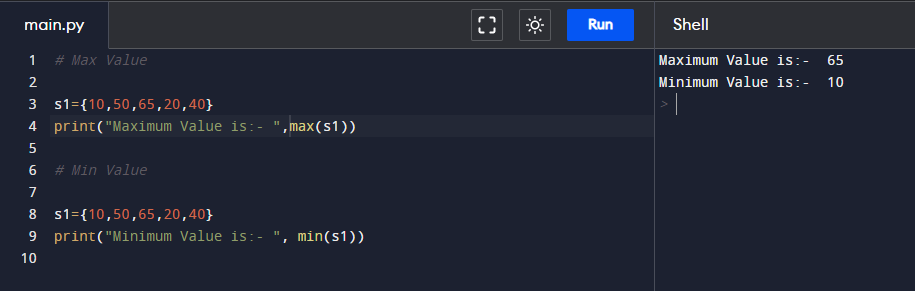 main.py
Run
Shell
1 # Max Value
2
3 s1={10,50,65,20,40}
4 print("Maximum Value is:- ",max(s1))
5
6 # Min Value
7
8 s1={10,50,65,20,40}
9 print("Minimum Value is:- ", min(s1))
10
Maximum Value is:-  65
Minimum Value is:-  10
>